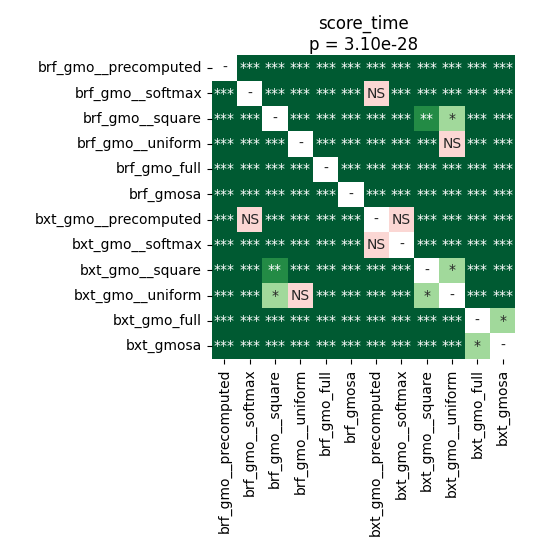 score_time
p = 3.10e-28
brf_gmo__precomputed - *** *** *** *** *** *** *** *** *** *** ***
brf_gmo__softmax *** - *** *** *** *** NS *** *** *** *** ***
brf_gmo__square *** *** - *** *** *** *** *** ** * *** ***
brf_gmo__uniform *** *** *** - *** *** *** *** *** NS *** ***
brf_gmo_full *** *** *** *** - *** *** *** *** *** *** ***
brf_gmosa *** *** *** *** *** - *** *** *** *** *** ***
bxt_gmo__precomputed *** NS *** *** *** *** - NS *** *** *** ***
bxt_gmo__softmax *** *** *** *** *** *** NS - *** *** *** ***
bxt_gmo__square *** *** ** *** *** *** *** *** - * *** ***
bxt_gmo__uniform *** *** * NS *** *** *** *** * - *** ***
bxt_gmo_full *** *** *** *** *** *** *** *** *** *** - *
bxt_gmosa *** *** *** *** *** *** *** *** *** *** * -
brf_gmo__precomputed
brf_gmo__softmax
brf_gmo__square
brf_gmo__uniform
brf_gmo_full
brf_gmosa
bxt_gmo__precomputed
bxt_gmo__softmax
bxt_gmo__square
bxt_gmo__uniform
bxt_gmo_full
bxt_gmosa